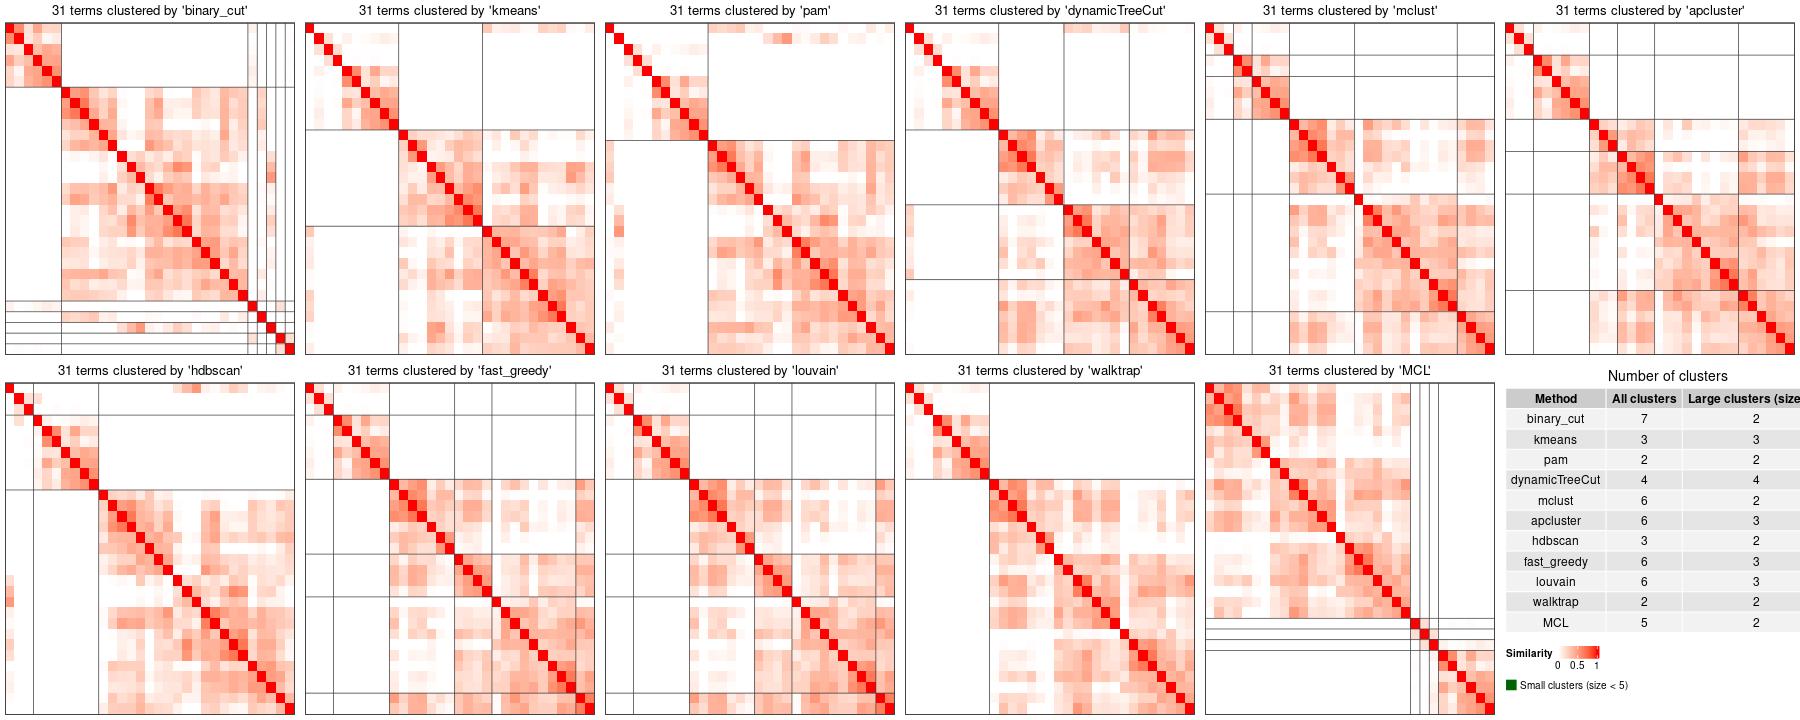 31 terms clustered by 'binary_cut'
31 terms clustered by 'kmeans'
31 terms clustered by 'pam'
31 terms clustered by 'dynamicTreeCut'
31 terms clustered by 'mclust'
31 terms clustered by 'apcluster'
31 terms clustered by 'hdbscan'
31 terms clustered by 'fast_greedy'
31 terms clustered by 'louvain'
31 terms clustered by 'walktrap'
31 terms clustered by 'MCL'
Number of clusters
Method All clusters Large clusters (size
binary_cut 7 2
kmeans 3 3
pam 2 2
dynamicTreeCut 4 4
mclust 6 2
apcluster 6 3
hdbscan 3 2
fast_greedy 6 3
louvain 6 3
walktrap 2 2
MCL 5 2
Similarity
0 0.5 1
Small clusters (size < 5)